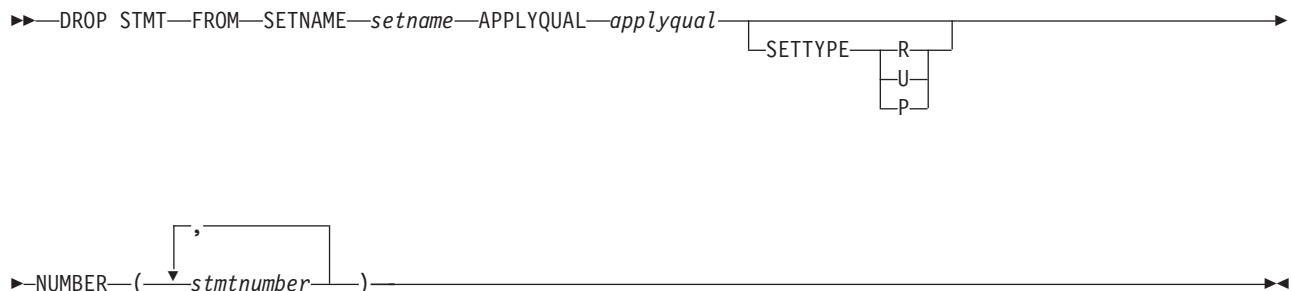 DROP STMT FROM SETNAME setname APPLYQUAL applyqual
SETTYPE R
U
P
,
NUMBER ( stmtnumber )